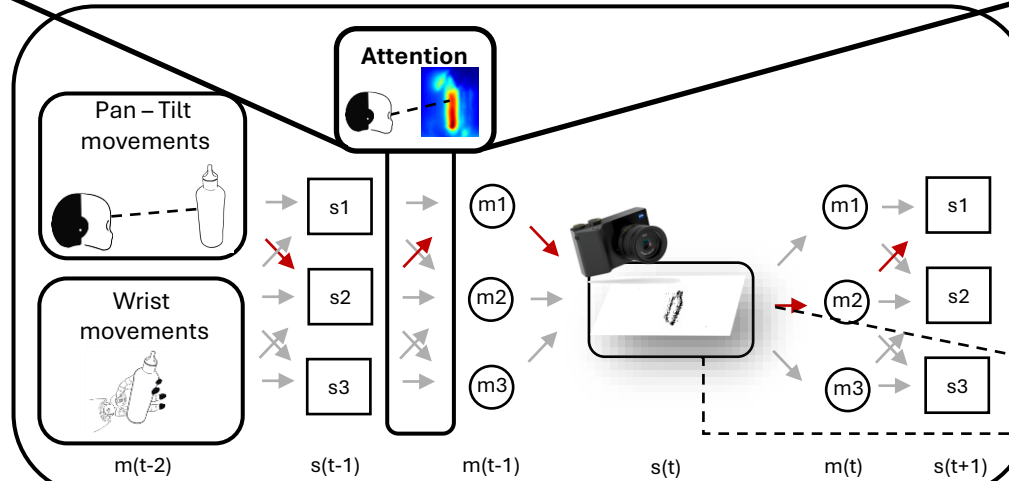 Attention
Pan – Tilt
movements
Wrist
movements
s1
s2
s3
m1
m2
m3
m1
m2
m3
s1
s2
s3
m(t-2)
s(t-1)
m(t-1)
s(t)
m(t)
s(t+1)